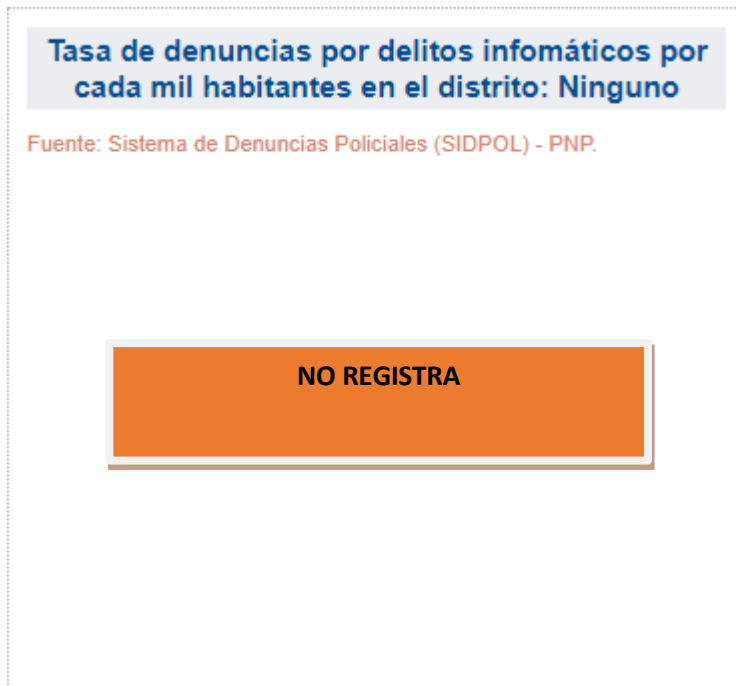 Tasa de denuncias por delitos infomáticos por
cada mil habitantes en el distrito: Ninguno
Fuente: Sistema de Denuncias Policiales (SIDPOL) - PNP.
NO REGISTRA